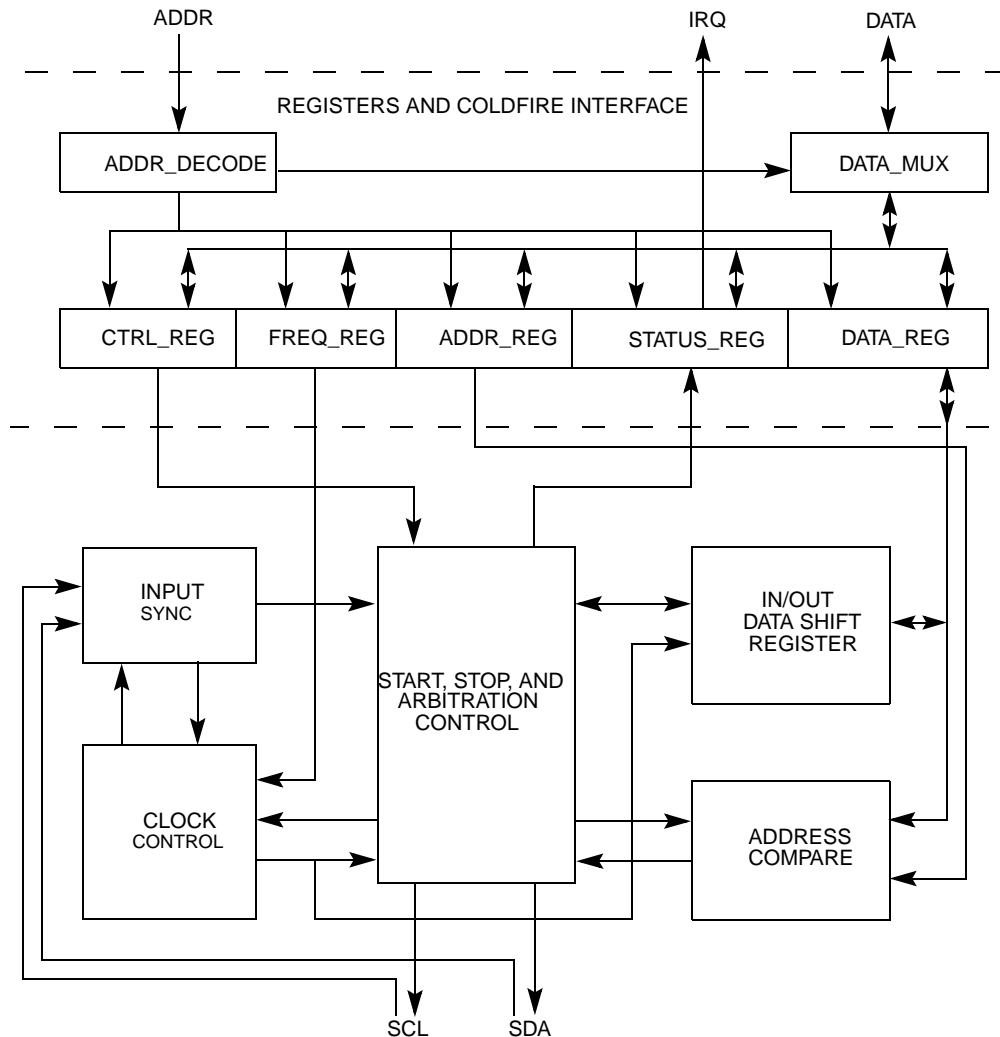 ADDR
IRQ
DATA
REGISTERS AND COLDFIRE INTERFACE
ADDR_DECODE
DATA_MUX
CTRL_REG
FREQ_REG
ADDR_REG
STATUS_REG
DATA_REG
INPUT
SYNC
START, STOP, AND
ARBITRATION
CONTROL
IN/OUT
DATA SHIFT
REGISTER
CLOCK
CONTROL
ADDRESS
COMPARE
SCL
SDA